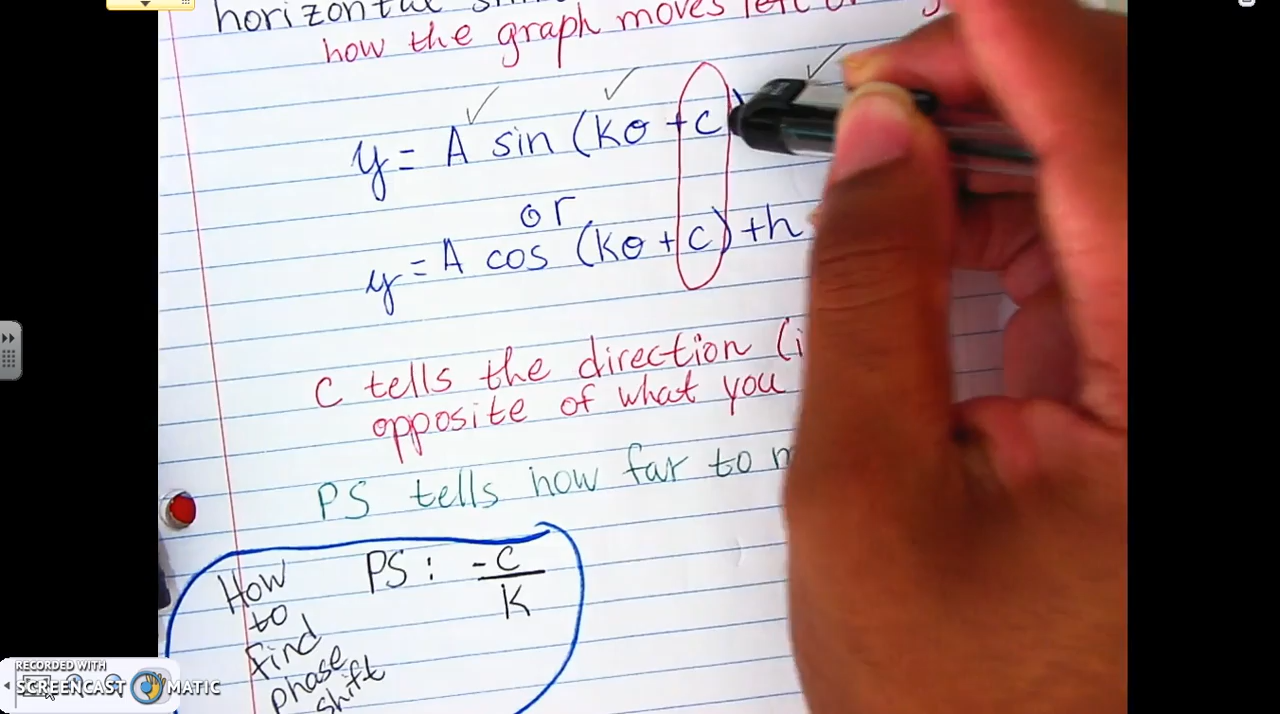 horizontal
how the graph moves left or
y = A sin (kθ + c)
or
y = A cos (kθ + c) + h
C tells the direction (i
opposite of what you
PS tells how far to m
How to find phase shift
PS: -c/k
RECORDED WITH
SCREENCAST MATIC